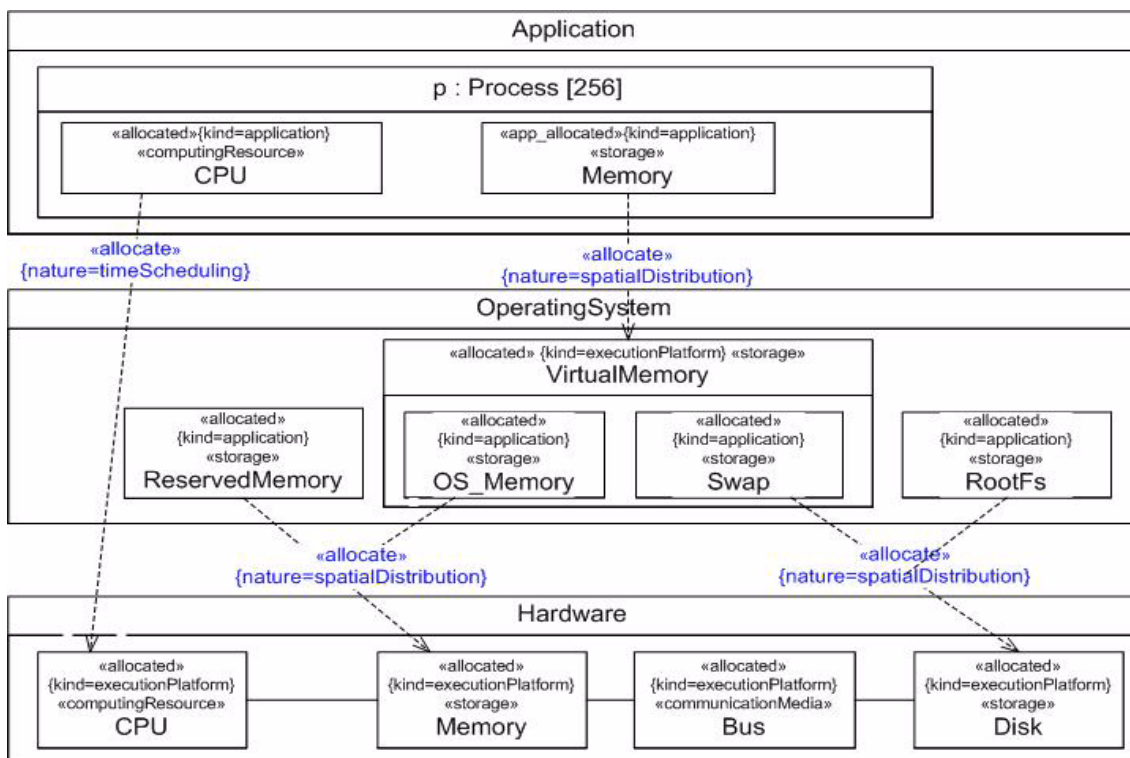 Application
p : Process [256]
«allocated»{kind=application}
«computingResource»
CPU
«app_allocated»{kind=application}
«storage»
Memory
«allocate»
{nature=timeScheduling}
«allocate»
{nature=spatialDistribution}
OperatingSystem
«allocated» {kind=executionPlatform} «storage»
VirtualMemory
«allocated»
{kind=application}
«storage»
ReservedMemory
«allocated»
{kind=application}
«storage»
OS_Memory
«allocated»
{kind=application}
«storage»
Swap
«allocated»
{kind=application}
«storage»
RootFs
«allocate»
{nature=spatialDistribution}
«allocate»
{nature=spatialDistribution}
Hardware
«allocated»
{kind=executionPlatform}
«computingResource»
CPU
«allocated»
{kind=executionPlatform}
«storage»
Memory
«allocated»
{kind=executionPlatform}
«communicationMedia»
Bus
«allocated»
{kind=executionPlatform}
«storage»
Disk